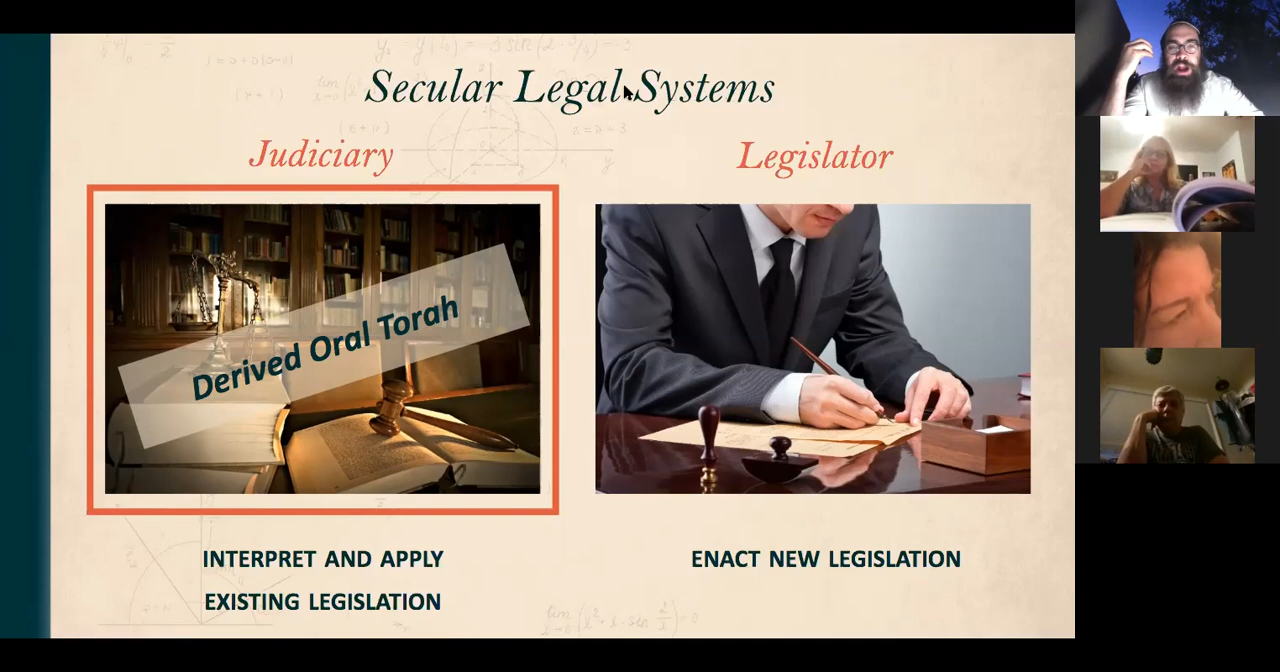 Secular Legal Systems
Judiciary
Legislator
Derived Oral Torah
INTERPRET AND APPLY
EXISTING LEGISLATION
ENACT NEW LEGISLATION